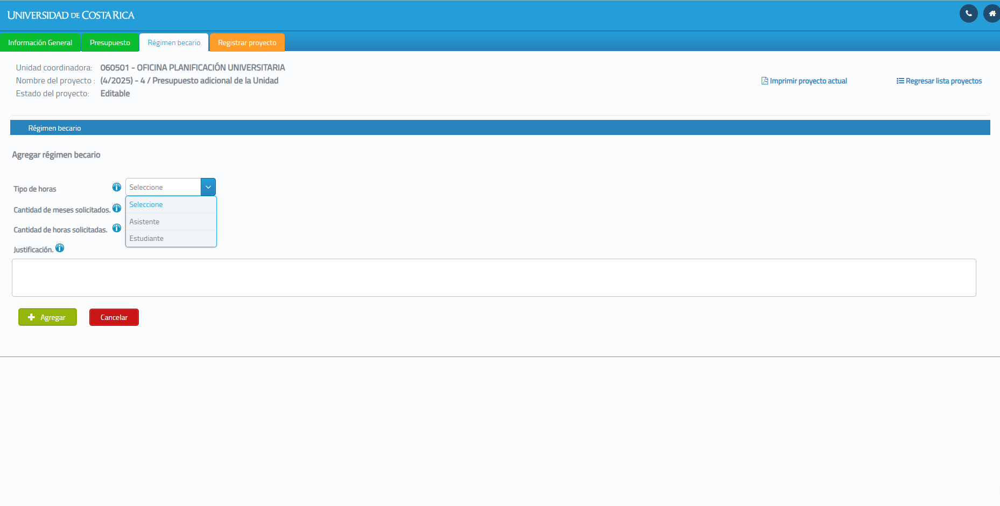 UNIVERSIDAD DE COSTA RICA
Información General
Presupuesto
Régimen becario
Registrar proyecto
Unidad coordinadora: 060501 - OFICINA PLANIFICACIÓN UNIVERSITARIA
Nombre del proyecto : (4/2025) - 4 / Presupuesto adicional de la Unidad
Estado del proyecto: Editable
Imprimir proyecto actual
Regresar lista proyectos
Régimen becario
Agregar régimen becario
Tipo de horas
Seleccione
Seleccione
Asistente
Estudiante
Cantidad de meses solicitados.
Cantidad de horas solicitadas.
Justificación.
Agregar
Cancelar